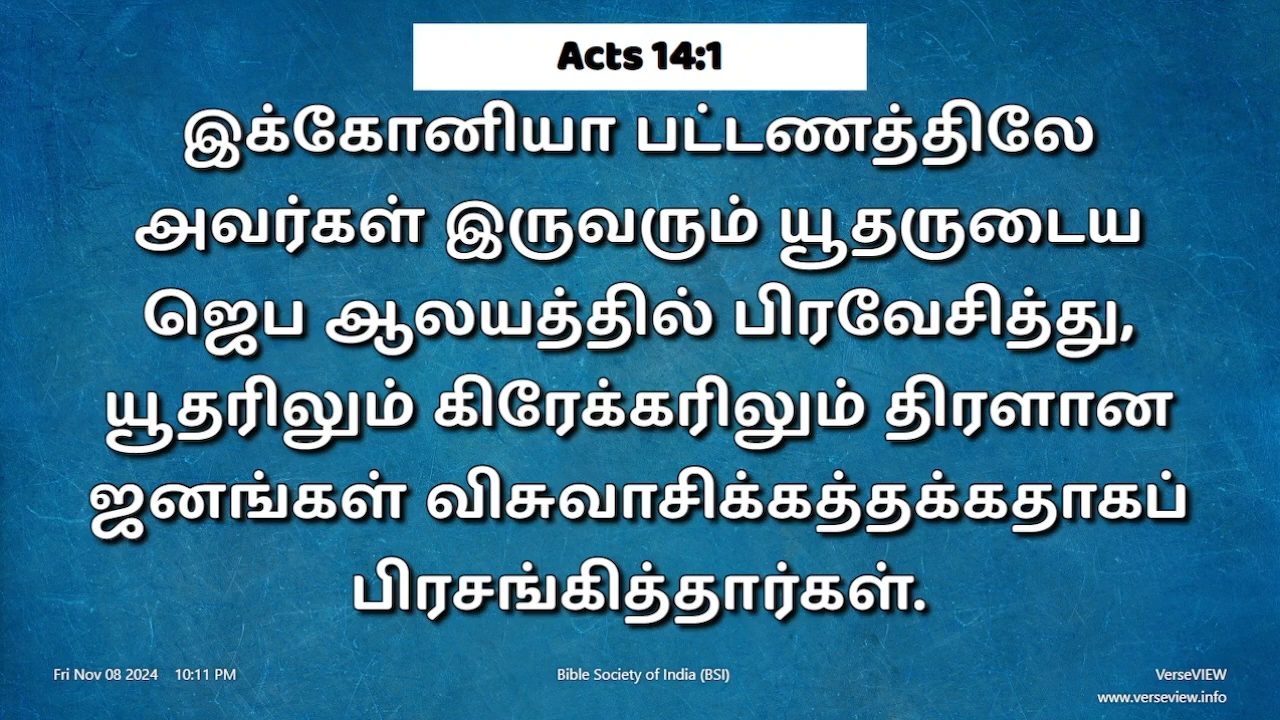 Acts 14:1
இக்கோனியா பட்டணத்திலே
அவர்கள் இருவரும் யூதருடைய
ஜெப ஆலயத்தில் பிரவேசித்து,
யூதரிலும் கிரேக்கரிலும் திரளான
ஜனங்கள் விசுவாசிக்கத்தக்கதாகப்
பிரசங்கித்தார்கள்.
Fri Nov 08 2024 10:11 PM
Bible Society of India (BSI)
VerseVIEW
www.verseview.info